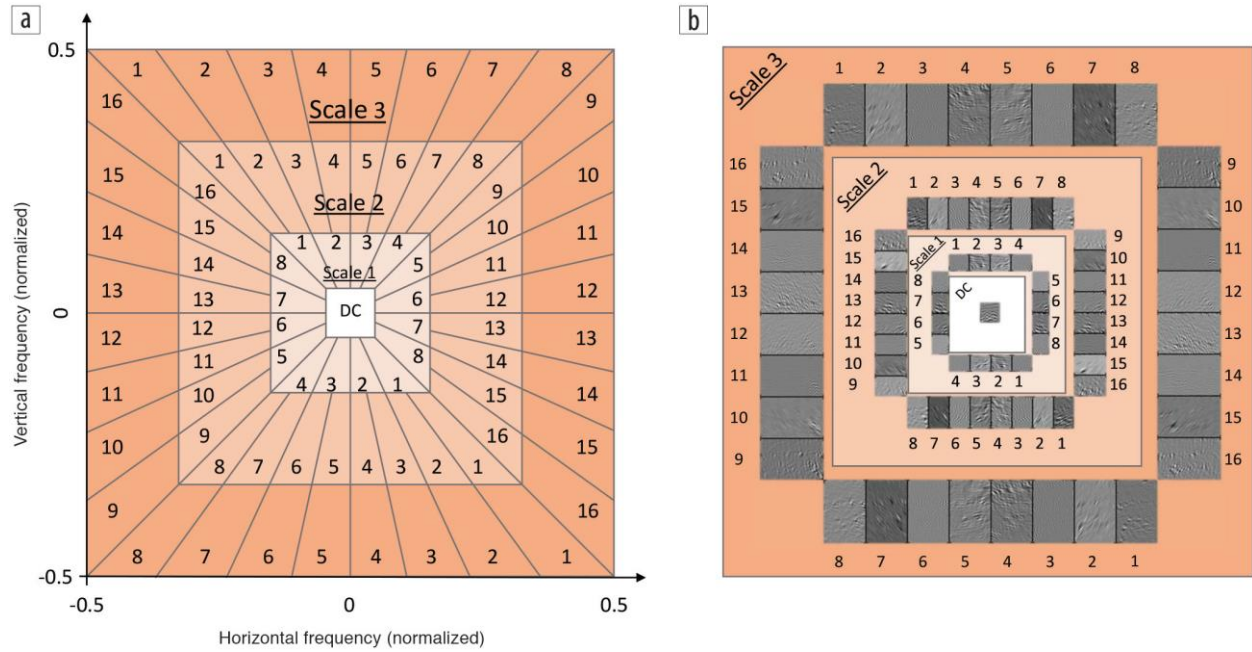 a
0.5
1 2 3 4 5 6 7 8
16 Scale 3 9
1 2 3 4 5 6 7 8
15 16 Scale 2 9 10
15 1 2 3 4 10
14 14 8 Scale 1 5 11 11
13 13 7 DC 6 12 12
0
12 12 6 7 13 13
11 11 5 8 14 14
10 4 3 2 1 15
10 9 16 15
8 7 6 5 4 3 2 1
9 16
8 7 6 5 4 3 2 1
-0.5
-0.5 0 0.5
Vertical frequency (normalized)
Horizontal frequency (normalized)
b
Scale 3
1 2 3 4 5 6 7 8
16 9
15 10
14 11
13 12
12 13
11 14
10 15
9 16
8 7 6 5 4 3 2 1
Scale 2
1 2 3 4 5 6 7 8
16 9
15 10
14 11
13 12
12 13
11 14
10 15
9 16
8 7 6 5 4 3 2 1
Scale 1
1 2 3 4
8 5
7 6
6 7
5 8
4 3 2 1
DC